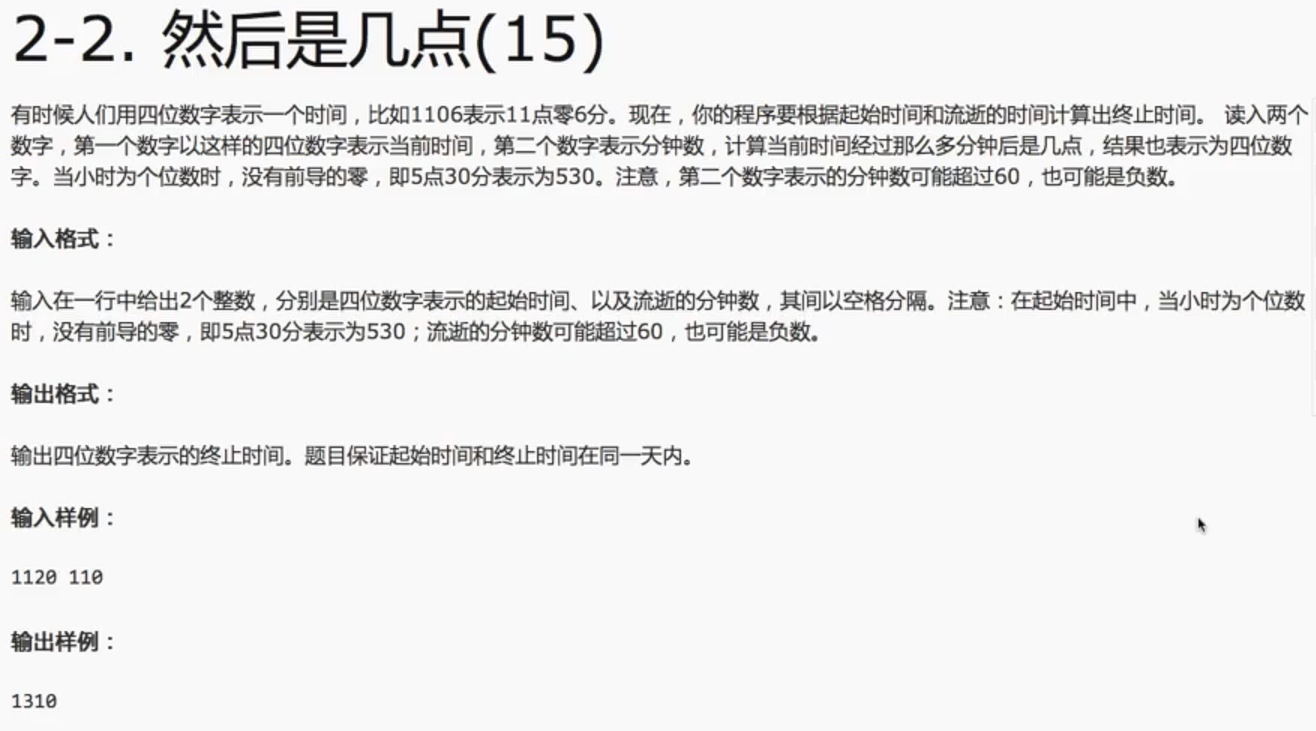 2-2. 然后是几点(15)
有时候人们用四位数字表示一个时间，比如1106表示11点零6分。现在，你的程序要根据起始时间和流逝的时间计算出终止时间。 读入两个
数字，第一个数字以这样的四位数字表示当前时间，第二个数字表示分钟数，计算当前时间经过那么多分钟后是几点，结果也表示为四位数
字。当小时为个位数时，没有前导的零，即5点30分表示为530。注意，第二个数字表示的分钟数可能超过60，也可能是负数。
输入格式：
输入在一行中给出2个整数，分别是四位数字表示的起始时间、以及流逝的分钟数，其间以空格分隔。注意：在起始时间中，当小时为个位数
时，没有前导的零，即5点30分表示为530；流逝的分钟数可能超过60，也可能是负数。
输出格式：
输出四位数字表示的终止时间。题目保证起始时间和终止时间在同一天内。
输入样例：
1120 110
输出样例：
1310